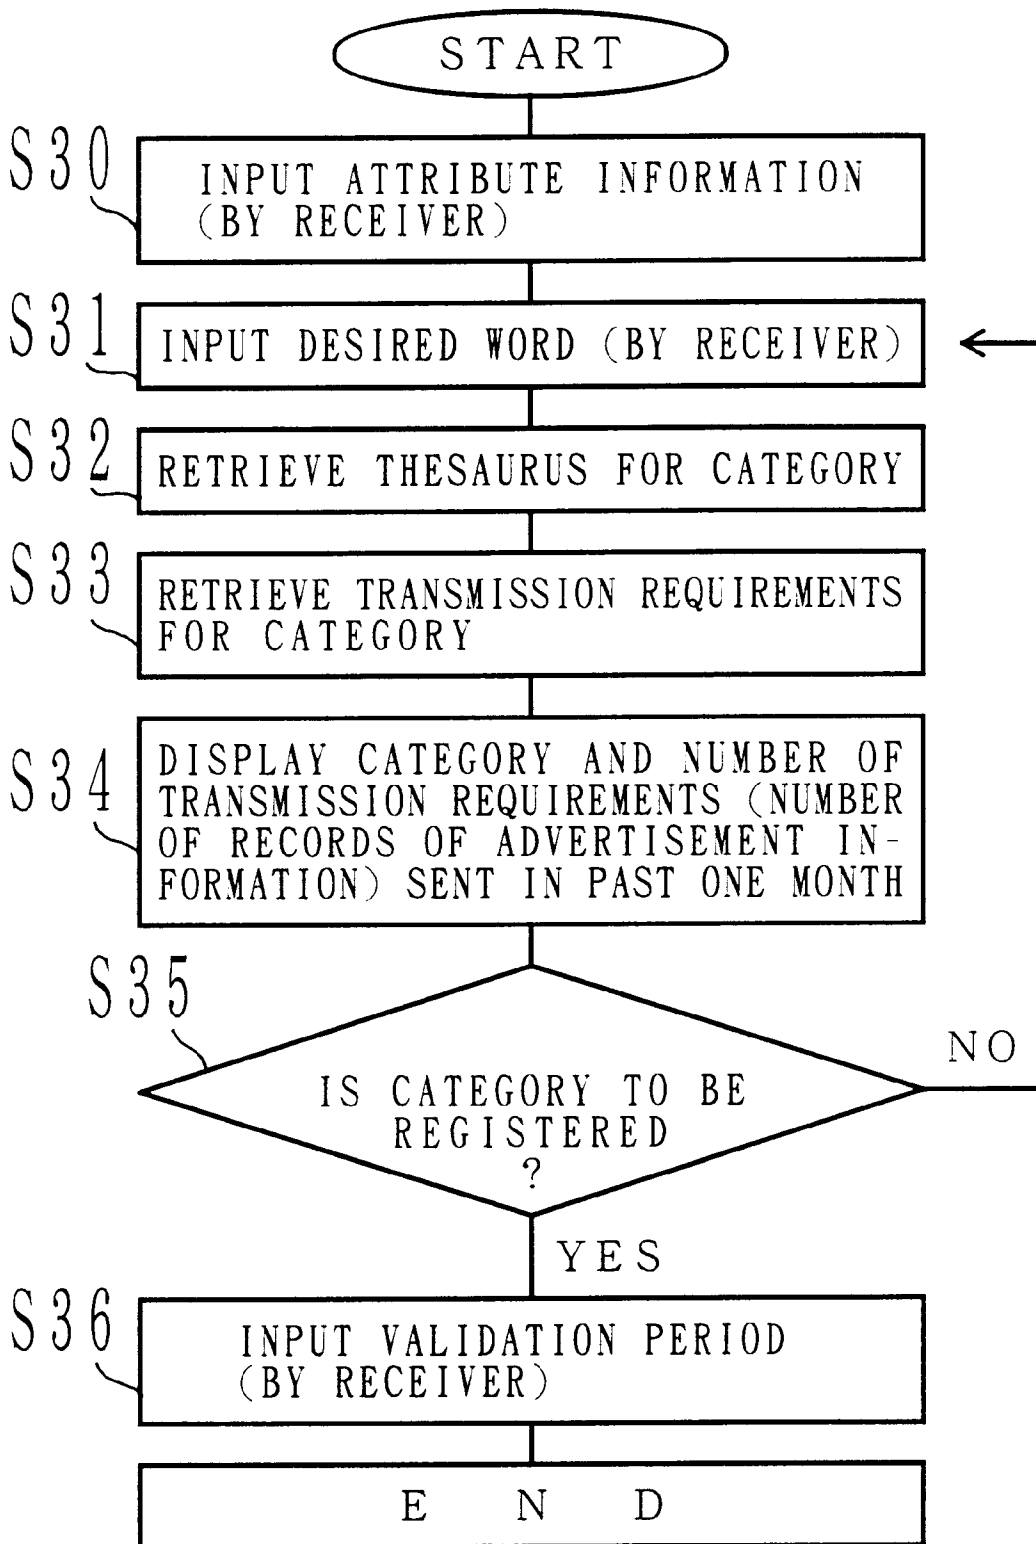 START
S30
INPUT ATTRIBUTE INFORMATION
(BY RECEIVER)
S31
INPUT DESIRED WORD (BY RECEIVER)
S32
RETRIEVE THESAURUS FOR CATEGORY
S33
RETRIEVE TRANSMISSION REQUIREMENTS
FOR CATEGORY
S34
DISPLAY CATEGORY AND NUMBER OF
TRANSMISSION REQUIREMENTS (NUMBER
OF RECORDS OF ADVERTISEMENT IN-
FORMATION) SENT IN PAST ONE MONTH
S35
IS CATEGORY TO BE
REGISTERED
?
NO
YES
S36
INPUT VALIDATION PERIOD
(BY RECEIVER)
END